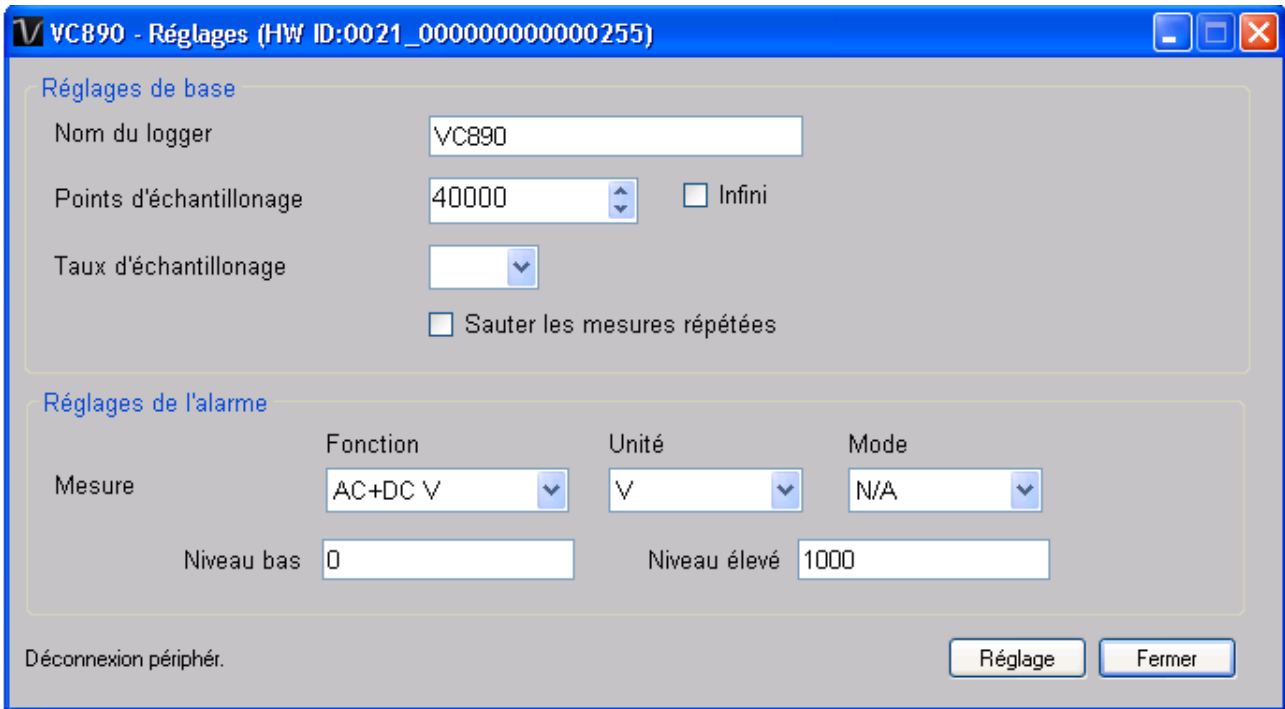 VC890 - Réglages (HW ID:0021_000000000000255)
Réglages de base
Nom du logger VC890
Points d'échantillonage 40000 Infini
Taux d'échantillonage
Sauter les mesures répétées
Réglages de l'alarme
Fonction Unité Mode
Mesure AC+DC V V N/A
Niveau bas 0 Niveau élevé 1000
Déconnexion périphér. Réglage Fermer